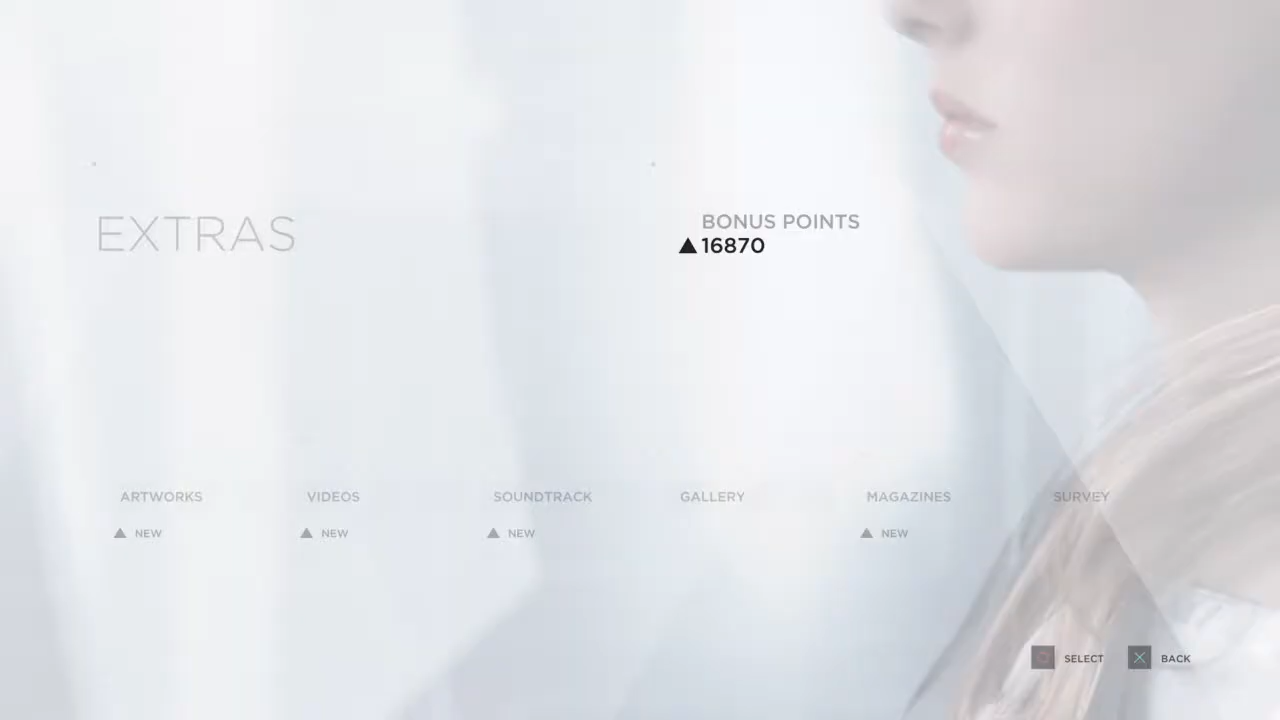 EXTRAS
BONUS POINTS
16870
ARTWORKS
VIDEOS
SOUNDTRACK
GALLERY
MAGAZINES
SURVEY
NEW
NEW
NEW
NEW
SELECT
BACK